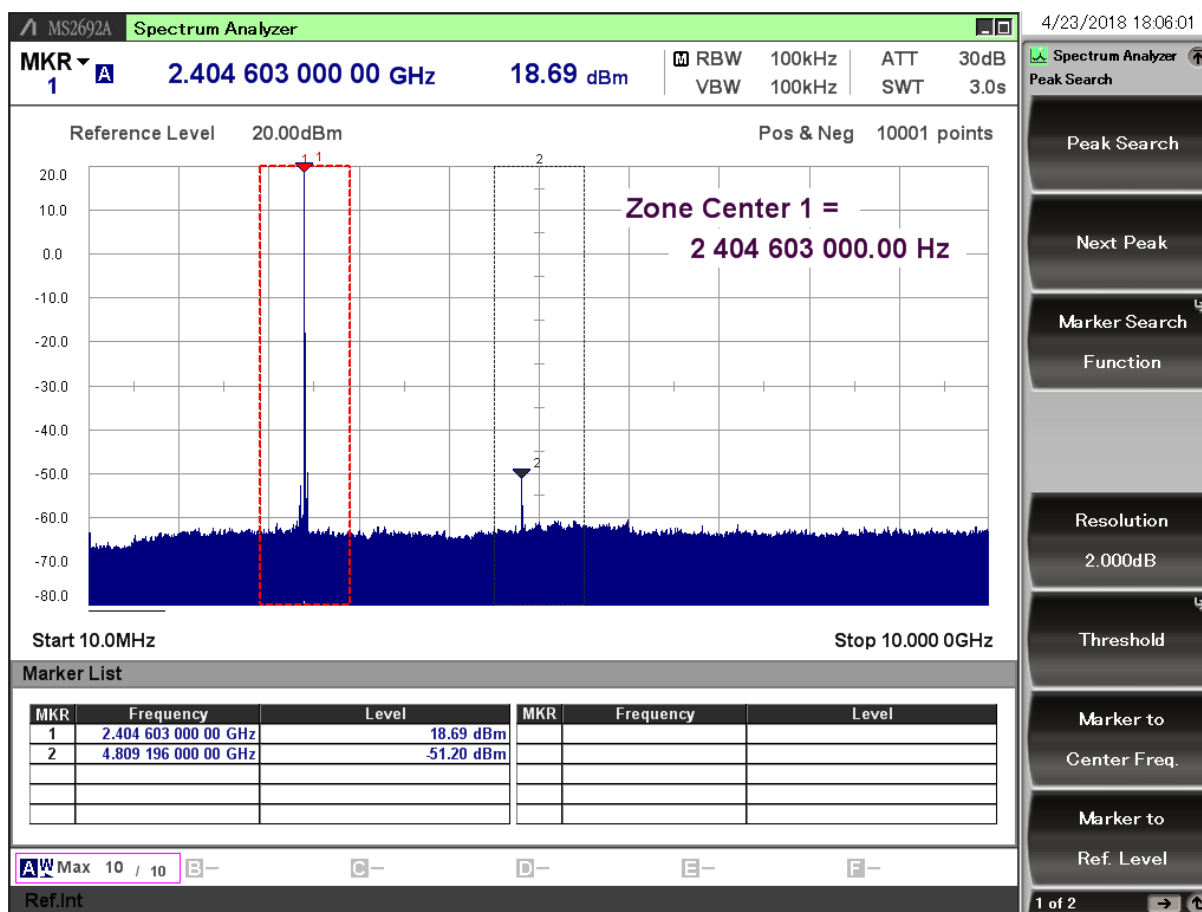 MS2692A Spectrum Analyzer
4/23/2018 18:06:01
MKR A 2.404 603 000 00 GHz 18.69 dBm M RBW 100kHz ATT 30dB
1 VBW 100kHz SWT 3.0s
Reference Level 20.00dBm Pos & Neg 10001 points
1 1 2
20.0
10.0
0.0
-10.0
-20.0
-30.0
-40.0
-50.0
-60.0
-70.0
-80.0
Zone Center 1 =
2 404 603 000.00 Hz
2
Start 10.0MHz Stop 10.000 0GHz
Marker List
MKR Frequency Level MKR Frequency Level
1 2.404 603 000 00 GHz 18.69 dBm
2 4.809 196 000 00 GHz -51.20 dBm
A W Max 10 / 10 B- C- D- E- F-
Ref.Int
Spectrum Analyzer
Peak Search
Peak Search
Next Peak
Marker Search
Function
Resolution
2.000dB
Threshold
Marker to
Center Freq.
Marker to
Ref. Level
1 of 2